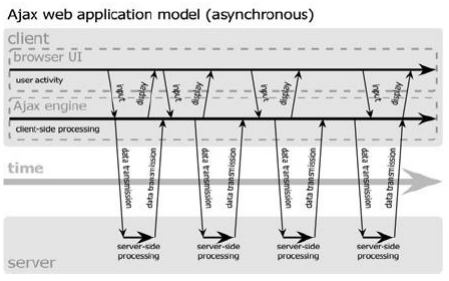 Ajax web application model (asynchronous)
client
browser UI
user activity
input
display
input
display
input
display
input
display
Ajax engine
client-side processing
data transmission
data transmission
data transmission
data transmission
data transmission
data transmission
data transmission
data transmission
time
server-side
processing
server-side
processing
server-side
processing
server-side
processing
server